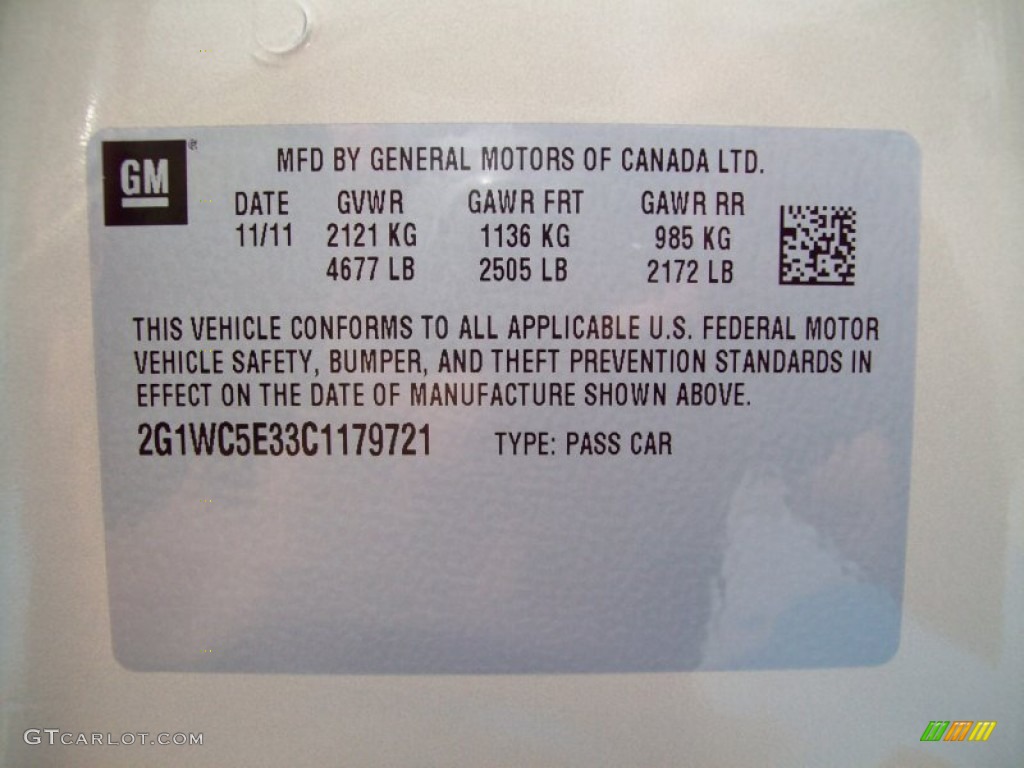 GM®
MFD BY GENERAL MOTORS OF CANADA LTD.
DATE GVWR GAWR FRT GAWR RR
11/11 2121 KG 1136 KG 985 KG
4677 LB 2505 LB 2172 LB
THIS VEHICLE CONFORMS TO ALL APPLICABLE U.S. FEDERAL MOTOR
VEHICLE SAFETY, BUMPER, AND THEFT PREVENTION STANDARDS IN
EFFECT ON THE DATE OF MANUFACTURE SHOWN ABOVE.
2G1WC5E33C1179721 TYPE: PASS CAR
GTCARLOT.COM